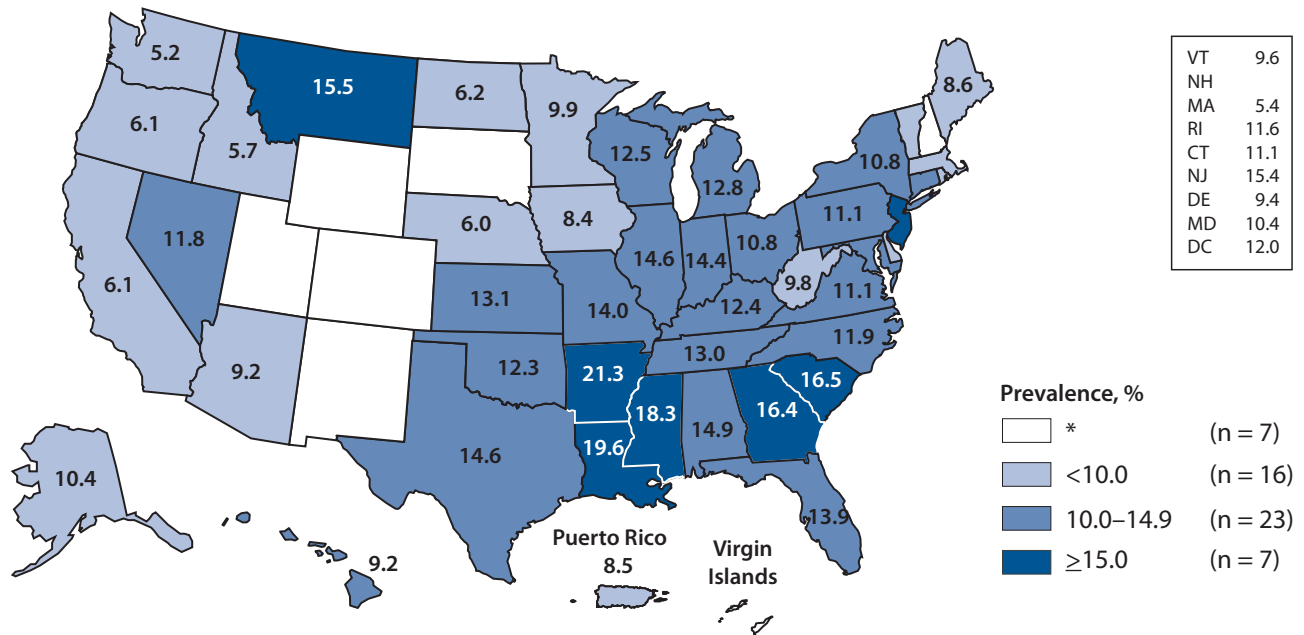 5.2
15.5
6.2
9.9
8.6
6.1
5.7
12.5
12.8
10.8
6.0
8.4
11.1
11.8
14.6
14.4
10.8
9.8
6.1
13.1
14.0
12.4
11.1
9.2
12.3
21.3
13.0
11.9
16.5
18.3
16.4
14.6
19.6
14.9
10.4
13.9
9.2
Puerto Rico
8.5
Virgin
Islands
VT 9.6
NH
MA 5.4
RI 11.6
CT 11.1
NJ 15.4
DE 9.4
MD 10.4
DC 12.0
Prevalence, %
* (n = 7)
<10.0 (n = 16)
10.0–14.9 (n = 23)
≥15.0 (n = 7)